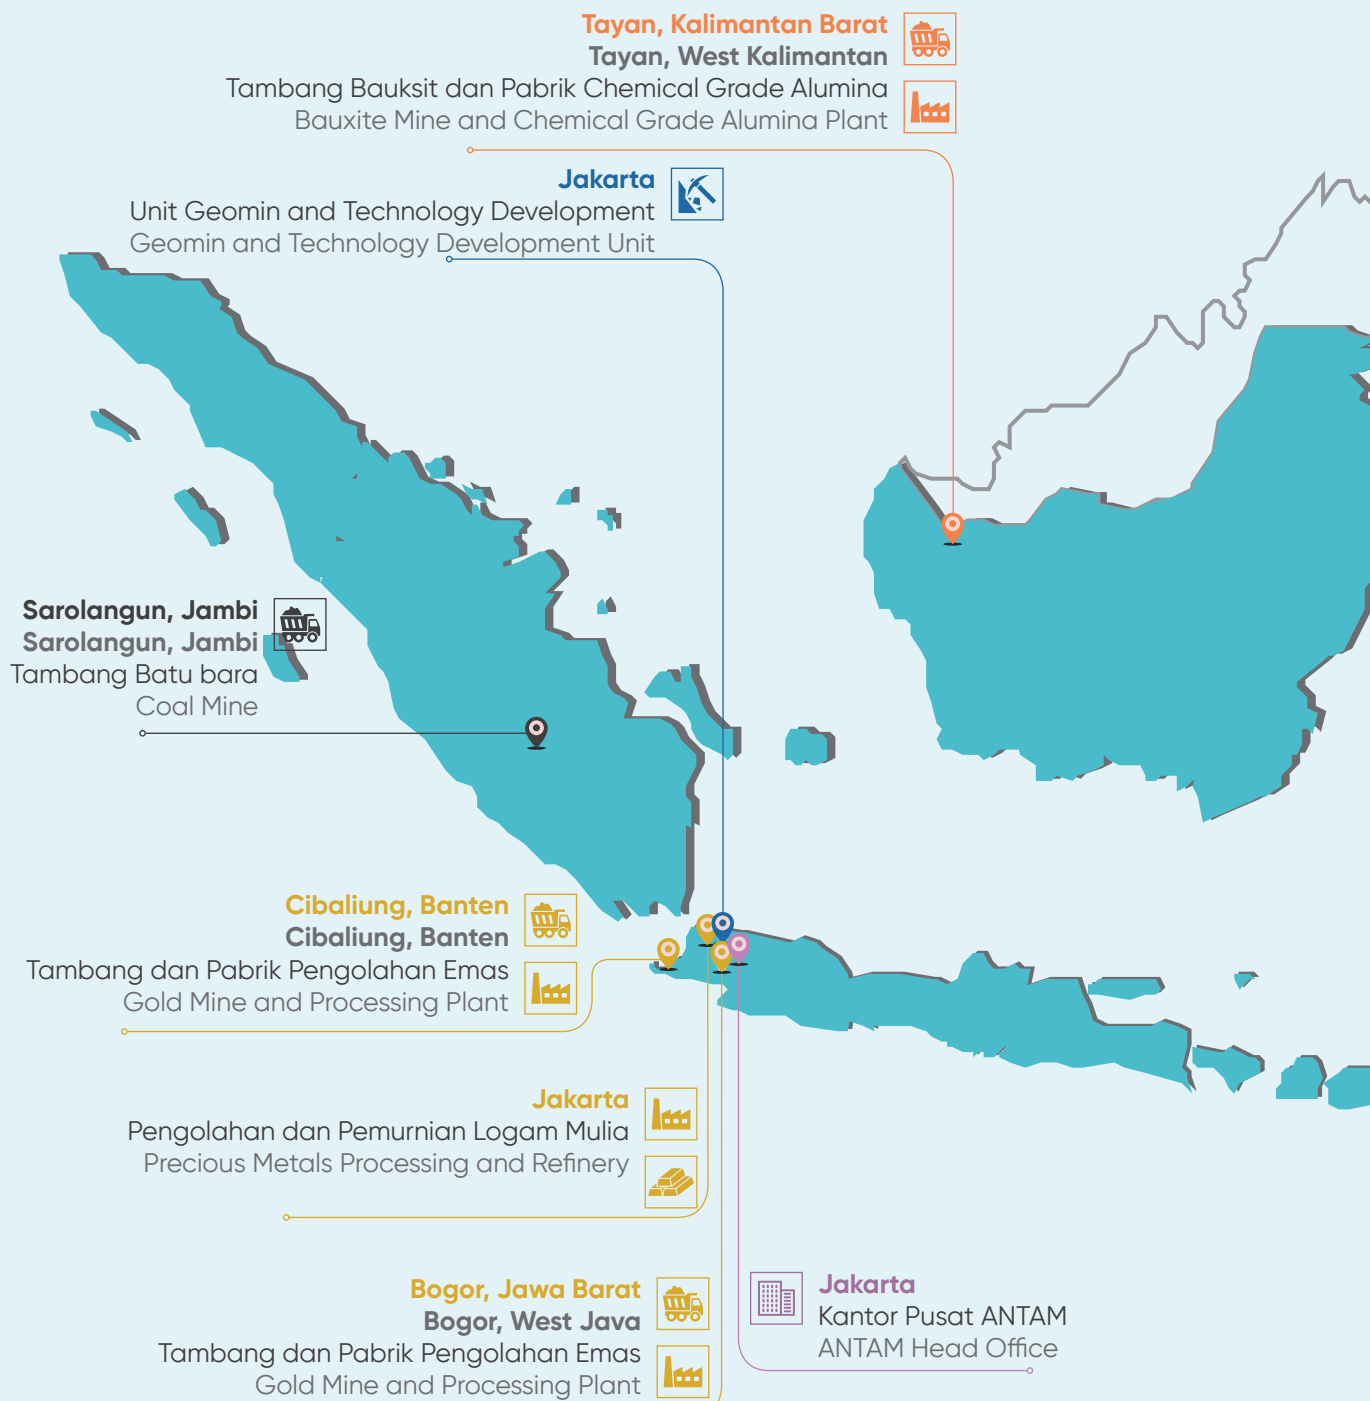 Tayan, Kalimantan Barat
Tayan, West Kalimantan
Tambang Bauksit dan Pabrik Chemical Grade Alumina
Bauxite Mine and Chemical Grade Alumina Plant
Jakarta
Unit Geomin and Technology Development
Geomin and Technology Development Unit
Sarolangun, Jambi
Sarolangun, Jambi
Tambang Batu bara
Coal Mine
Cibaliung, Banten
Cibaliung, Banten
Tambang dan Pabrik Pengolahan Emas
Gold Mine and Processing Plant
Jakarta
Pengolahan dan Pemurnian Logam Mulia
Precious Metals Processing and Refinery
Bogor, Jawa Barat
Bogor, West Java
Tambang dan Pabrik Pengolahan Emas
Gold Mine and Processing Plant
Jakarta
Kantor Pusat ANTAM
ANTAM Head Office